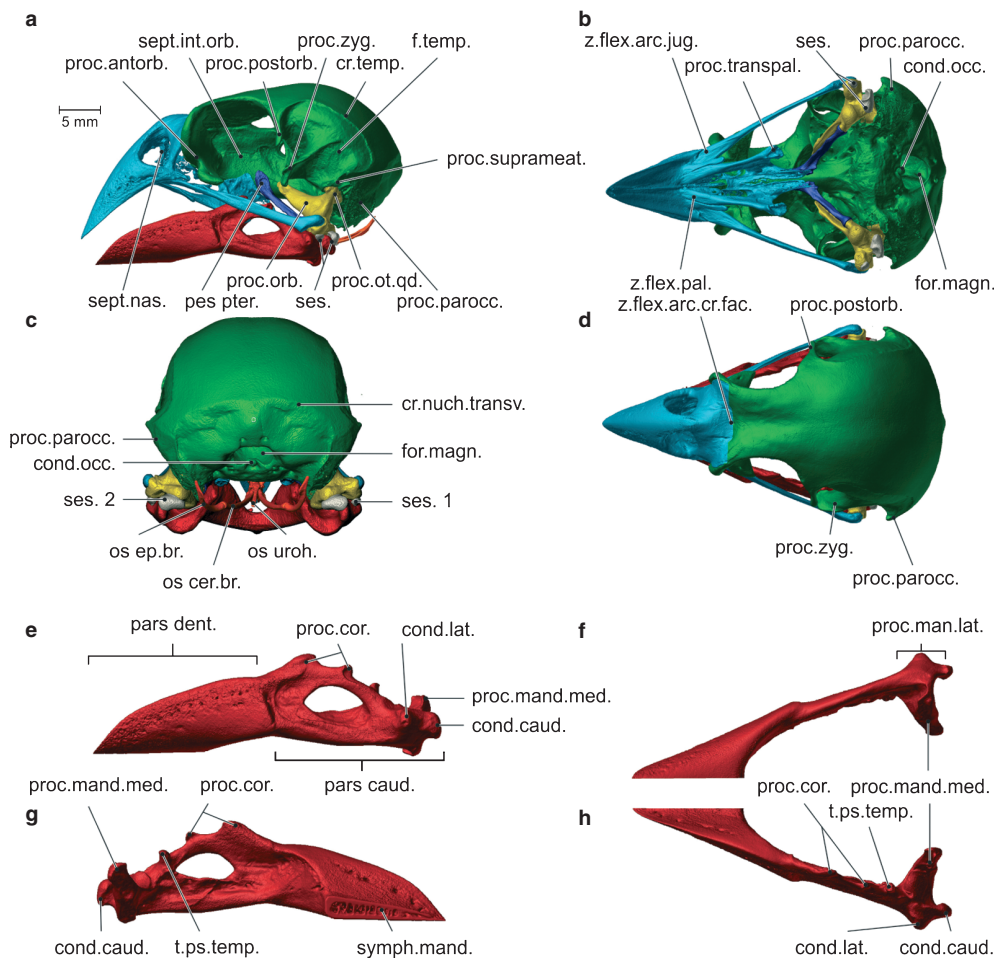 a
sept.int.orb. proc.zyg. f.temp.
proc.antorb. proc.postorb. cr.temp.
5 mm
proc.suprameat.
proc.orb. proc.ot.qd.
sept.nas. pes pter. ses. proc.parocc.
b
z.flex.arc.jug. ses. proc.parocc.
proc.transpal. cond.occ.
z.flex.pal. for.magn.
c
cr.nuch.transv.
proc.parocc. for.magn.
cond.occ.
ses. 2 ses. 1
os ep.br. os uroh.
os cer.br.
z.flex.arc.cr.fac. proc.postorb.
d
proc.zyg.
proc.parocc.
e
pars dent. proc.cor. cond.lat.
proc.mand.med.
cond.caud.
pars caud.
f
proc.man.lat.
proc.mand.med.
g
proc.mand.med. proc.cor.
cond.caud. t.ps.temp. symph.mand.
h
proc.cor.
t.ps.temp.
cond.lat. cond.caud.